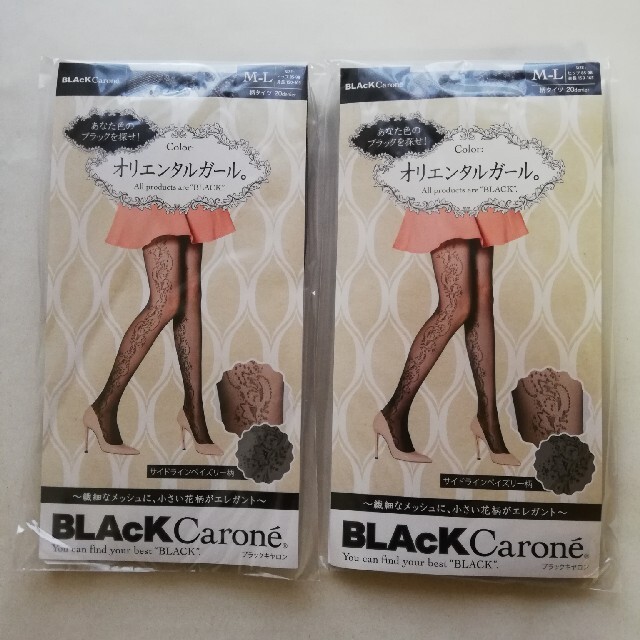 BLAcKCaroné
M-L
SIZE
柄タイツ 20denier
あなた色の
ブラックを探せ!
Color:
オリエンタルガール。
All products are "BLACK".
サイドラインペイズリー柄
〜繊細なメッシュに、小さい花柄がエレガント〜
BLAcKCaroné®
You can find your best "BLACK".
ブラックキャロン
BLAcKCaroné
M-L
SIZE
柄タイツ 20denier
あなた色の
ブラックを探せ!
Color:
オリエンタルガール。
All products are "BLACK".
サイドラインペイズリー柄
〜繊細なメッシュに、小さい花柄がエレガント〜
BLAcKCaroné®
You can find your best "BLACK".
ブラックキャロン